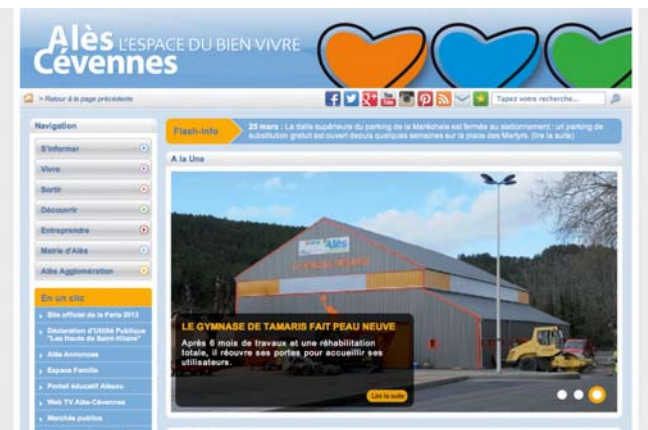 Alès L'ESPACE DU BIEN VIVRE
Cévennes
> Retour à la page précédente
Tapez votre recherche...
Navigation
S'informer
Vivre
Sortir
Découvrir
Entreprendre
Mairie d'Alès
Alès Agglomération
En un clic
Site officiel de la Feria 2013
Déclaration d'Utilité Publique
"Les Hauts de Saint-Hilaire"
Alès Annonces
Espace Famille
Portail éducatif
Web TV Alès-Cévennes
Marchés publics
Flash-info
25 mars : La dalle supérieure du parking de la Maréchale est fermée au stationnement : un parking de
substitution gratuit est ouvert depuis quelques semaines sur la place des Martyrs. (lire la suite)
A la Une
Alès
LE GYMNASE DE TAMARIS FAIT PEAU NEUVE
Après 6 mois de travaux et une réhabilitation
totale, il réouvre ses portes pour accueillir ses
utilisateurs.
Lire la suite